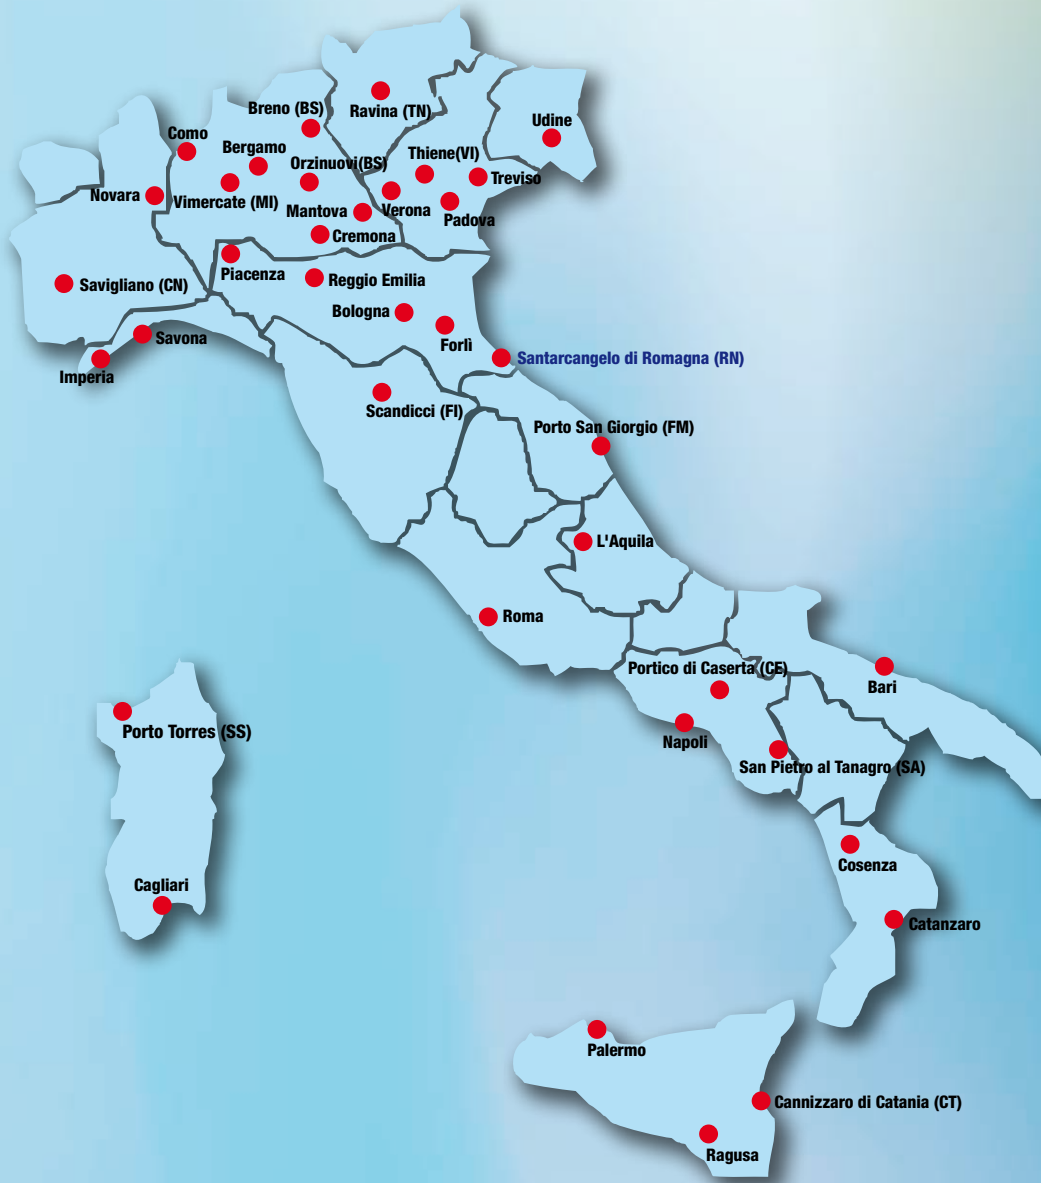 Breno (BS)
Ravina (TN)
Udine
Como
Bergamo
Thiene(VI)
Orzinuovi(BS)
Treviso
Novara
Vimercate (MI)
Mantova
Verona
Padova
Cremona
Piacenza
Reggio Emilia
Savigliano (CN)
Bologna
Savona
Forlì
Santarcangelo di Romagna (RN)
Imperia
Scandicci (FI)
Porto San Giorgio (FM)
L'Aquila
Roma
Portico di Caserta (CE)
Bari
Porto Torres (SS)
Napoli
San Pietro al Tanagro (SA)
Cosenza
Cagliari
Catanzaro
Palermo
Cannizzaro di Catania (CT)
Ragusa